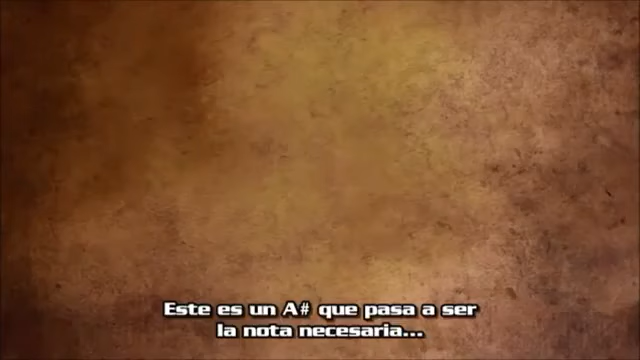 Este es un A# que pasa a ser
la nota necesaria...